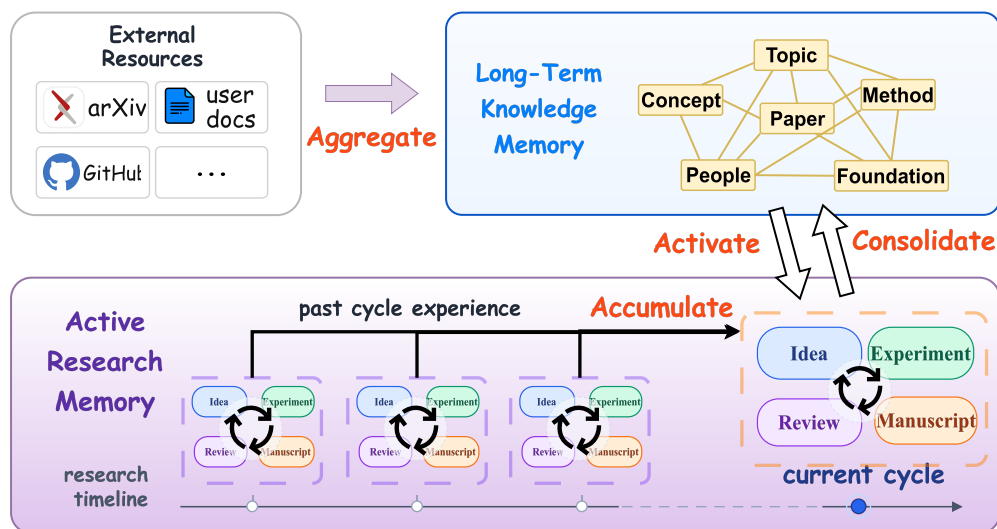 External
Resources
arXiv
user
docs
GitHub
...
Aggregate
Long-Term
Knowledge
Memory
Topic
Concept
Method
Paper
People
Foundation
Activate
Consolidate
Active
Research
Memory
past cycle experience
Accumulate
Idea
Experiment
Review
Manuscript
Idea
Experiment
Review
Manuscript
Idea
Experiment
Review
Manuscript
Idea
Experiment
Review
Manuscript
current cycle
research
timeline